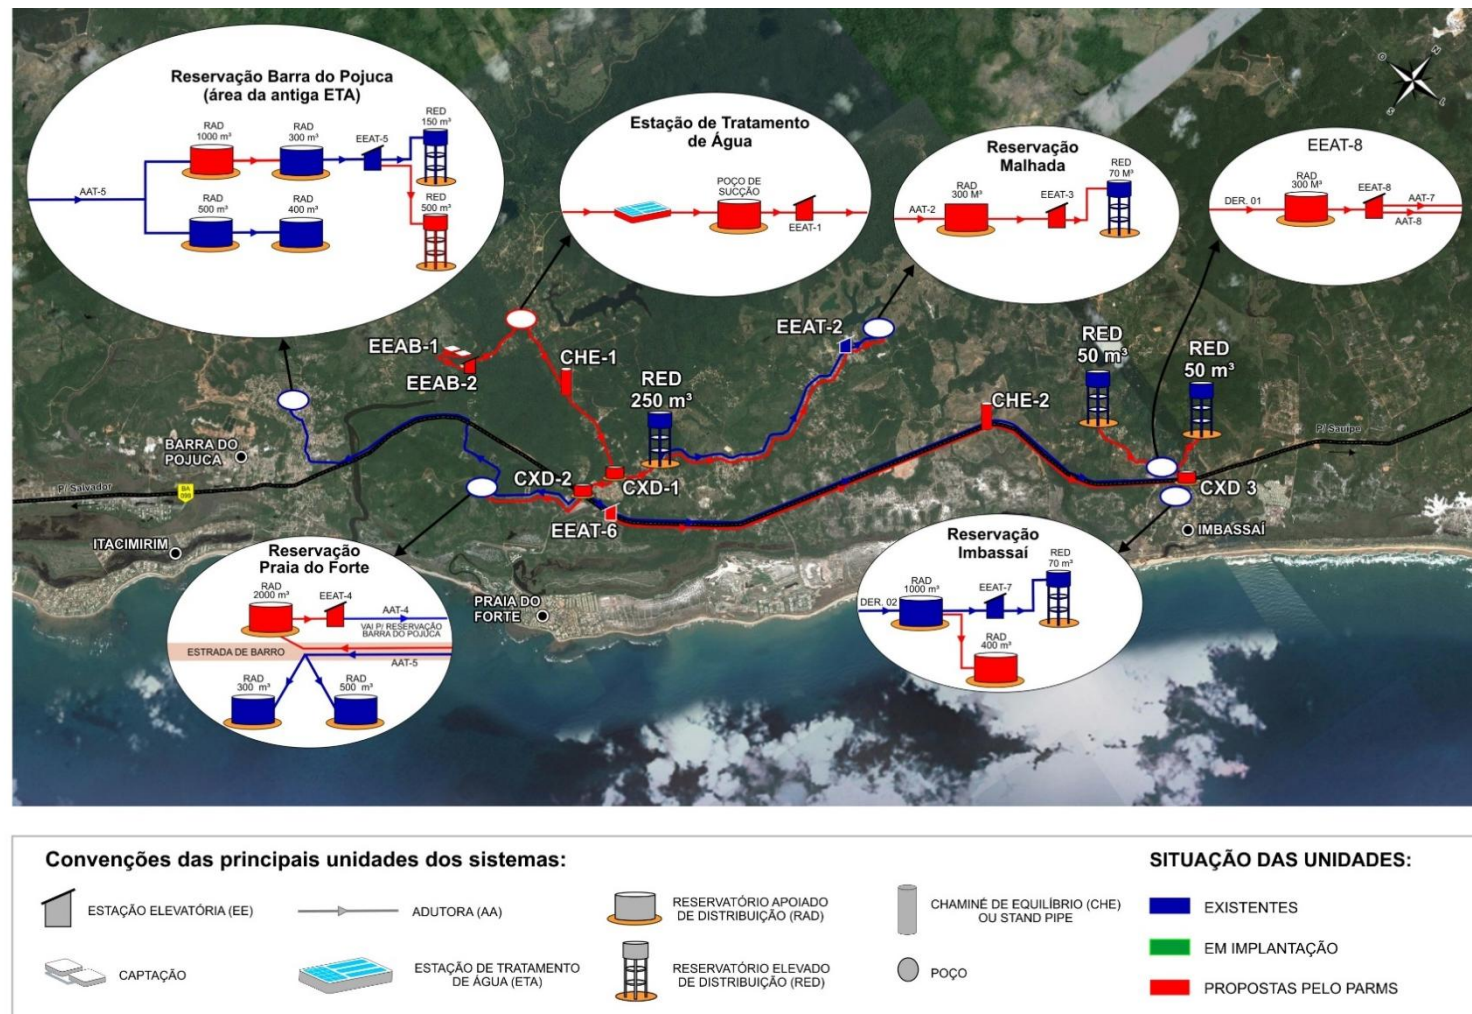 Reservação Barra do Pojuca
(área da antiga ETA)
RAD
1000 m³
RAD
300 m³
EEAT-5
RED
150 m³
AAT-5
RAD
500 m³
RAD
400 m³
RED
500 m³
Estação de Tratamento
de Água
POÇO DE
SUCÇÃO
EEAT-1
Reservação
Malhada
AAT-2
RAD
300 M³
EEAT-3
RED
70 M³
EEAT-8
DER. 01
RAD
300 M³
EEAT-8
AAT-7
AAT-8
N
O
S
EEAB-1
EEAB-2
CHE-1
RED
250 m³
EEAT-2
CHE-2
RED
50 m³
RED
50 m³
P/ Sauipe
BARRA DO
POJUCA
P/ Salvador
BA
099
CXD-2
CXD-1
EEAT-6
CXD 3
ITACIMIRIM
IMBASSAÍ
PRAIA DO
FORTE
Reservação
Praia do Forte
RAD
2000 m³
EEAT-4
AAT-4
VAI P/ RESERVAÇÃO
BARRA DO POJUCA
ESTRADA DE BARRO
AAT-5
RAD
300 m³
RAD
500 m³
Reservação
Imbassaí
DER. 02
RAD
1000 m³
EEAT-7
RED
70 m³
RAD
400 m³
Convenções das principais unidades dos sistemas:
ESTAÇÃO ELEVATÓRIA (EE)
ADUTORA (AA)
RESERVATÓRIO APOIADO
DE DISTRIBUIÇÃO (RAD)
CHAMINÉ DE EQUILÍBRIO (CHE)
OU STAND PIPE
CAPTAÇÃO
ESTAÇÃO DE TRATAMENTO
DE ÁGUA (ETA)
RESERVATÓRIO ELEVADO
DE DISTRIBUIÇÃO (RED)
POÇO
SITUAÇÃO DAS UNIDADES:
EXISTENTES
EM IMPLANTAÇÃO
PROPOSTAS PELO PARMS